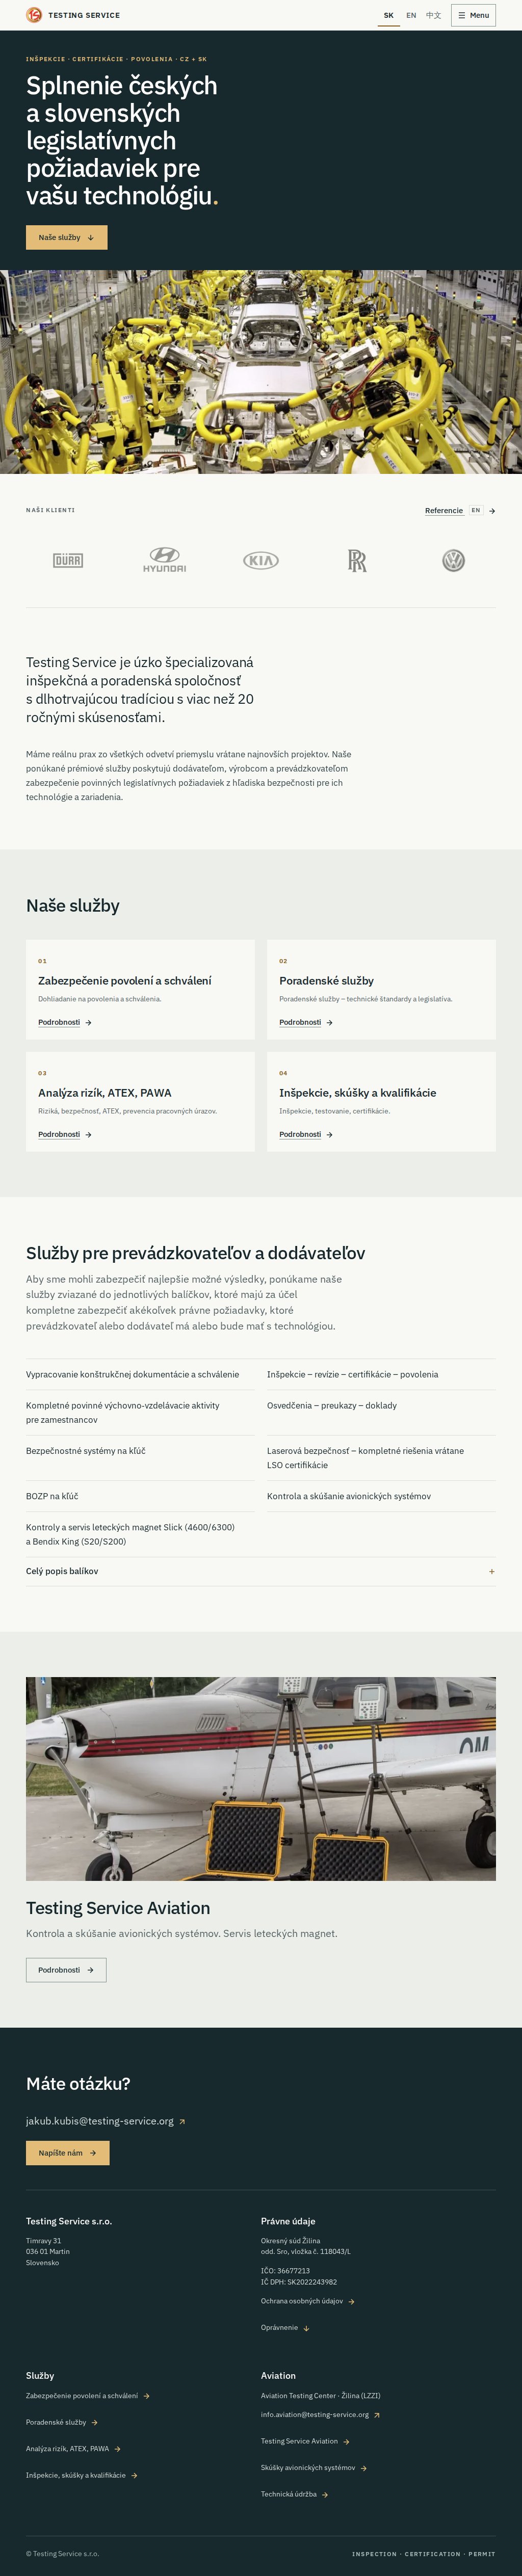 TESTING SERVICE
SK EN 中文 Menu
INŠPEKCIE · CERTIFIKÁCIE · POVOLENIA · CZ + SK
Splnenie českých
a slovenských
legislatívnych
požiadaviek pre
vašu technológiu.
Naše služby
NAŠI KLIENTI
Referencie EN
DÜRR
HYUNDAI
KIA
Testing Service je úzko špecializovaná
inšpekčná a poradenská spoločnosť
s dlhotrvajúcou tradíciou s viac než 20
ročnými skúsenosťami.
Máme reálnu prax zo všetkých odvetví priemyslu vrátane najnovších projektov. Naše
ponúkané prémiové služby poskytujú dodávateľom, výrobcom a prevádzkovateľom
zabezpečenie povinných legislatívnych požiadaviek z hľadiska bezpečnosti pre ich
technológie a zariadenia.
Naše služby
01
Zabezpečenie povolení a schválení
Dohliadanie na povolenia a schválenia.
Podrobnosti
02
Poradenské služby
Poradenské služby – technické štandardy a legislatíva.
Podrobnosti
03
Analýza rizík, ATEX, PAWA
Riziká, bezpečnosť, ATEX, prevencia pracovných úrazov.
Podrobnosti
04
Inšpekcie, skúšky a kvalifikácie
Inšpekcie, testovanie, certifikácie.
Podrobnosti
Služby pre prevádzkovateľov a dodávateľov
Aby sme mohli zabezpečiť najlepšie možné výsledky, ponúkame naše
služby zviazané do jednotlivých balíčkov, ktoré majú za účel
kompletne zabezpečiť akékoľvek právne požiadavky, ktoré
prevádzkovateľ alebo dodávateľ má alebo bude mať s technológiou.
Vypracovanie konštrukčnej dokumentácie a schválenie
Inšpekcie – revízie – certifikácie – povolenia
Kompletné povinné výchovno-vzdelávacie aktivity
pre zamestnancov
Osvedčenia – preukazy – doklady
Bezpečnostné systémy na kľúč
Laserová bezpečnosť – kompletné riešenia vrátane
LSO certifikácie
BOZP na kľúč
Kontrola a skúšanie avionických systémov
Kontroly a servis leteckých magnet Slick (4600/6300)
a Bendix King (S20/S200)
Celý popis balíkov
OM
Testing Service Aviation
Kontrola a skúšanie avionických systémov. Servis leteckých magnet.
Podrobnosti
Máte otázku?
jakub.kubis@testing-service.org
Napíšte nám
Testing Service s.r.o.
Timravy 31
036 01 Martin
Slovensko
Právne údaje
Okresný súd Žilina
odd. Sro, vložka č. 118043/L
IČO: 36677213
IČ DPH: SK2022243982
Ochrana osobných údajov
Oprávnenie
Služby
Zabezpečenie povolení a schválení
Poradenské služby
Analýza rizík, ATEX, PAWA
Inšpekcie, skúšky a kvalifikácie
Aviation
Aviation Testing Center · Žilina (LZZI)
info.aviation@testing-service.org
Testing Service Aviation
Skúšky avionických systémov
Technická údržba
© Testing Service s.r.o.
INSPECTION · CERTIFICATION · PERMIT